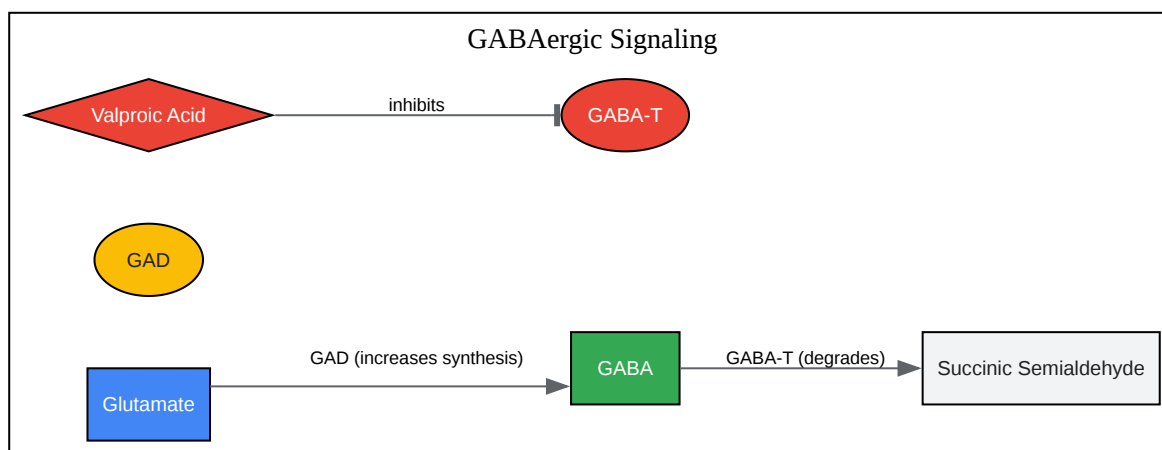 GABAergic Signaling
Valproic Acid
inhibits
GABA-T
GAD
GAD (increases synthesis)
GABA
GABA-T (degrades)
Succinic Semialdehyde
Glutamate